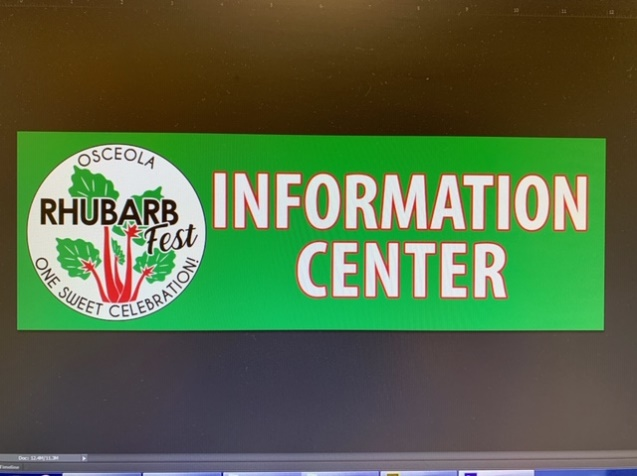 OSCEOLA
RHUBARB
Fest
ONE SWEET CELEBRATION!
INFORMATION
CENTER